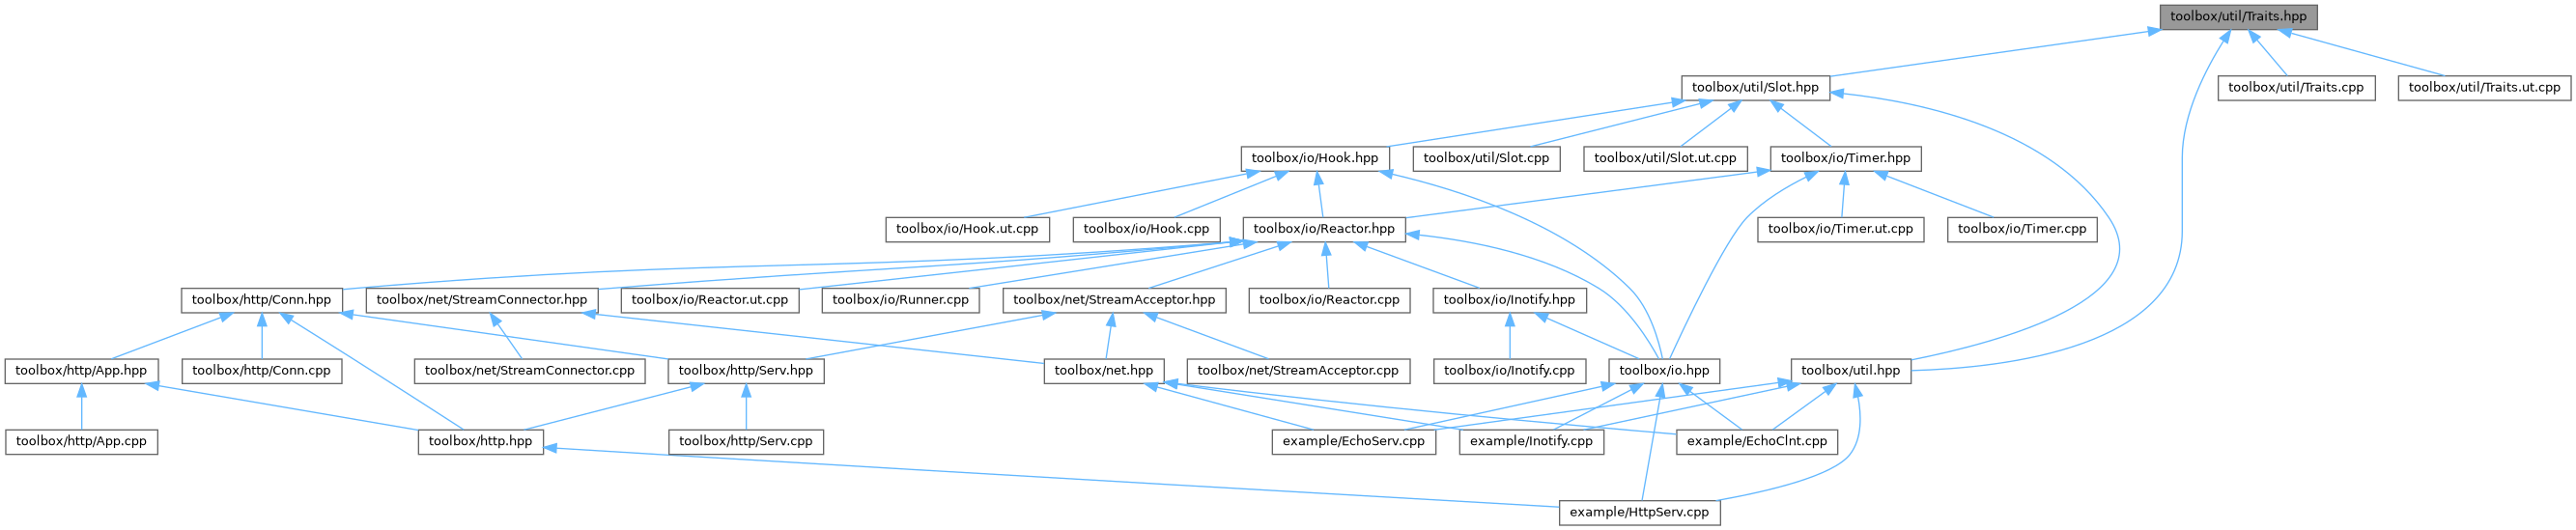 toolbox/util/Traits.hpp
toolbox/util/Slot.hpp
toolbox/util/Traits.cpp
toolbox/util/Traits.ut.cpp
toolbox/io/Hook.hpp
toolbox/util/Slot.cpp
toolbox/util/Slot.ut.cpp
toolbox/io/Timer.hpp
toolbox/io/Hook.ut.cpp
toolbox/io/Hook.cpp
toolbox/io/Reactor.hpp
toolbox/io/Timer.ut.cpp
toolbox/io/Timer.cpp
toolbox/http/Conn.hpp
toolbox/net/StreamConnector.hpp
toolbox/io/Reactor.ut.cpp
toolbox/io/Runner.cpp
toolbox/net/StreamAcceptor.hpp
toolbox/io/Reactor.cpp
toolbox/io/Inotify.hpp
toolbox/http/App.hpp
toolbox/http/Conn.cpp
toolbox/net/StreamConnector.cpp
toolbox/http/Serv.hpp
toolbox/net.hpp
toolbox/net/StreamAcceptor.cpp
toolbox/io/Inotify.cpp
toolbox/io.hpp
toolbox/util.hpp
toolbox/http/App.cpp
toolbox/http.hpp
toolbox/http/Serv.cpp
example/EchoServ.cpp
example/Inotify.cpp
example/EchoClnt.cpp
example/HttpServ.cpp